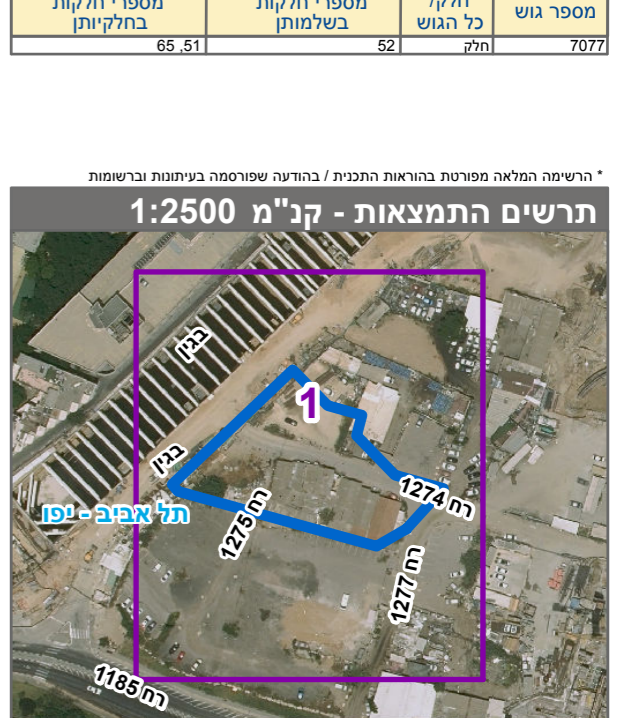 מספר גוש
חלק/
כל הגוש
מספרי חלקות
בשלמותן
מספרי חלקות
בחלקיותן
7077
חלק
52
51, 65
* הרשימה המלאה מפורטת בהוראות התכנית / בהודעה שפורסמה בעיתונות וברשומות
תרשים התמצאות - קנ"מ 1:2500
בגין
1
בגין
רח 1274
תל אביב - יפו
רח 1275
רח 1277
רח 1185